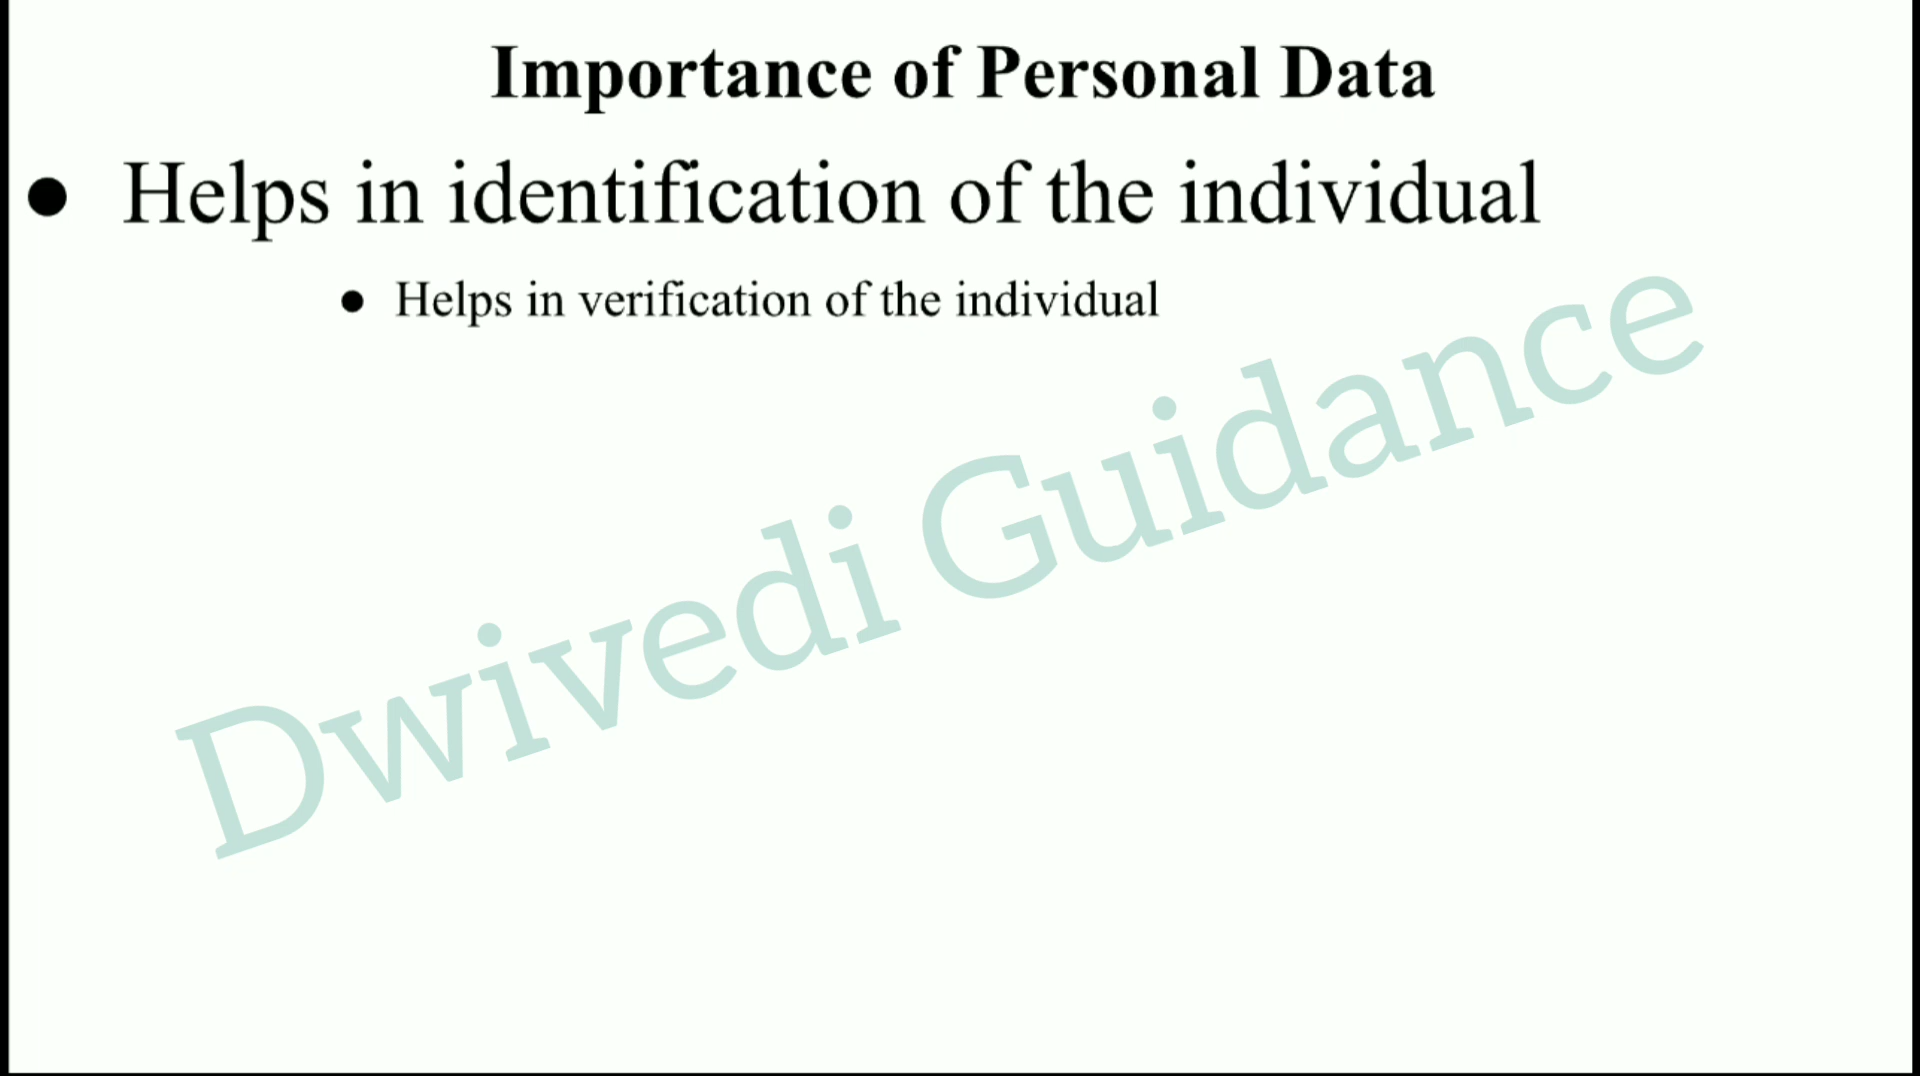 Importance of Personal Data
● Helps in identification of the individual
● Helps in verification of the individual
Dwivedi Guidance